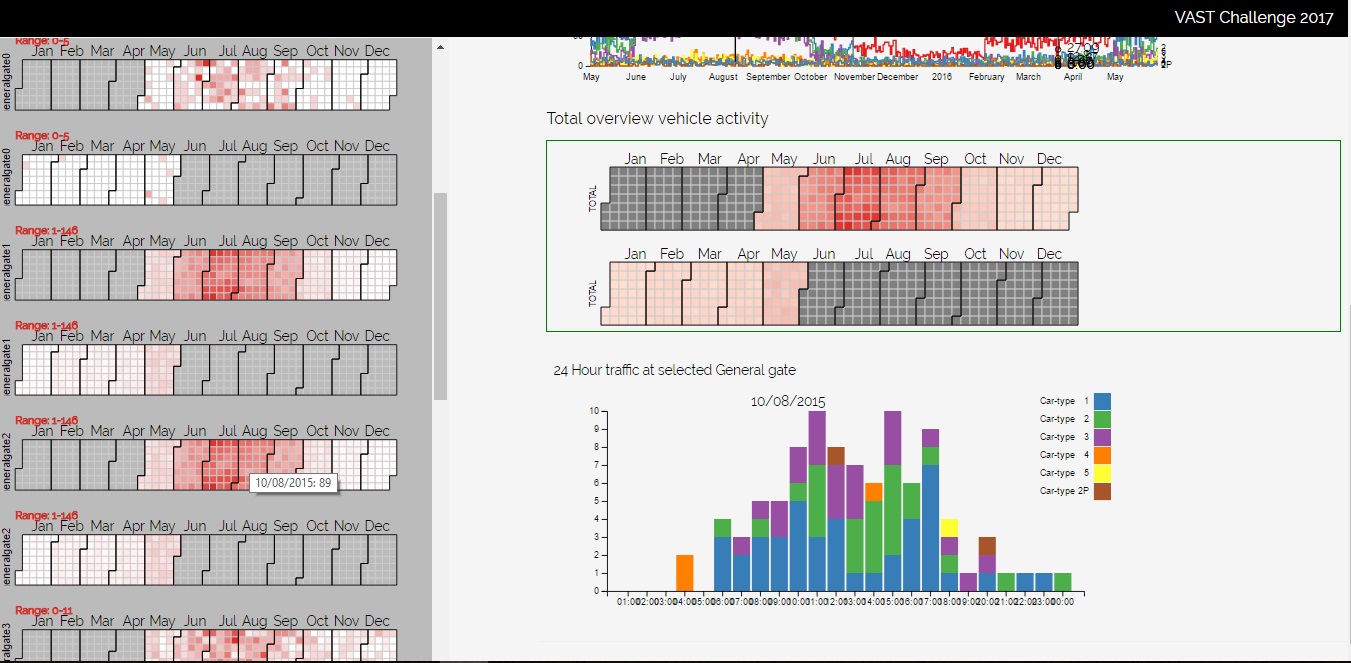 VAST Challenge 2017
Range: 0-5
Jan Feb Mar Apr May Jun Jul Aug Sep Oct Nov Dec
eneralgate0
Range: 0-5
Jan Feb Mar Apr May Jun Jul Aug Sep Oct Nov Dec
eneralgate0
Range: 1-146
Jan Feb Mar Apr May Jun Jul Aug Sep Oct Nov Dec
eneralgate1
Range: 1-146
Jan Feb Mar Apr May Jun Jul Aug Sep Oct Nov Dec
eneralgate1
Range: 1-146
Jan Feb Mar Apr May Jun Jul Aug Sep Oct Nov Dec
eneralgate2
10/08/2015: 89
Range: 1-146
Jan Feb Mar Apr May Jun Jul Aug Sep Oct Nov Dec
eneralgate2
Range: 0-11
Jan Feb Mar Apr May Jun Jul Aug Sep Oct Nov Dec
eneralgate3
0
2P
May June July August September October November December 2016 February March April May
Total overview vehicle activity
Jan Feb Mar Apr May Jun Jul Aug Sep Oct Nov Dec
TOTAL
Jan Feb Mar Apr May Jun Jul Aug Sep Oct Nov Dec
TOTAL
24 Hour traffic at selected General gate
10/08/2015
Car-type 1
Car-type 2
Car-type 3
Car-type 4
Car-type 5
Car-type 2P
10
9
8
7
6
5
4
3
2
1
0
01:00 02:00 03:00 04:00 05:00 06:00 07:00 08:00 09:00 10:00 11:00 12:00 13:00 14:00 15:00 16:00 17:00 18:00 19:00 20:00 21:00 22:00 23:00 00:00